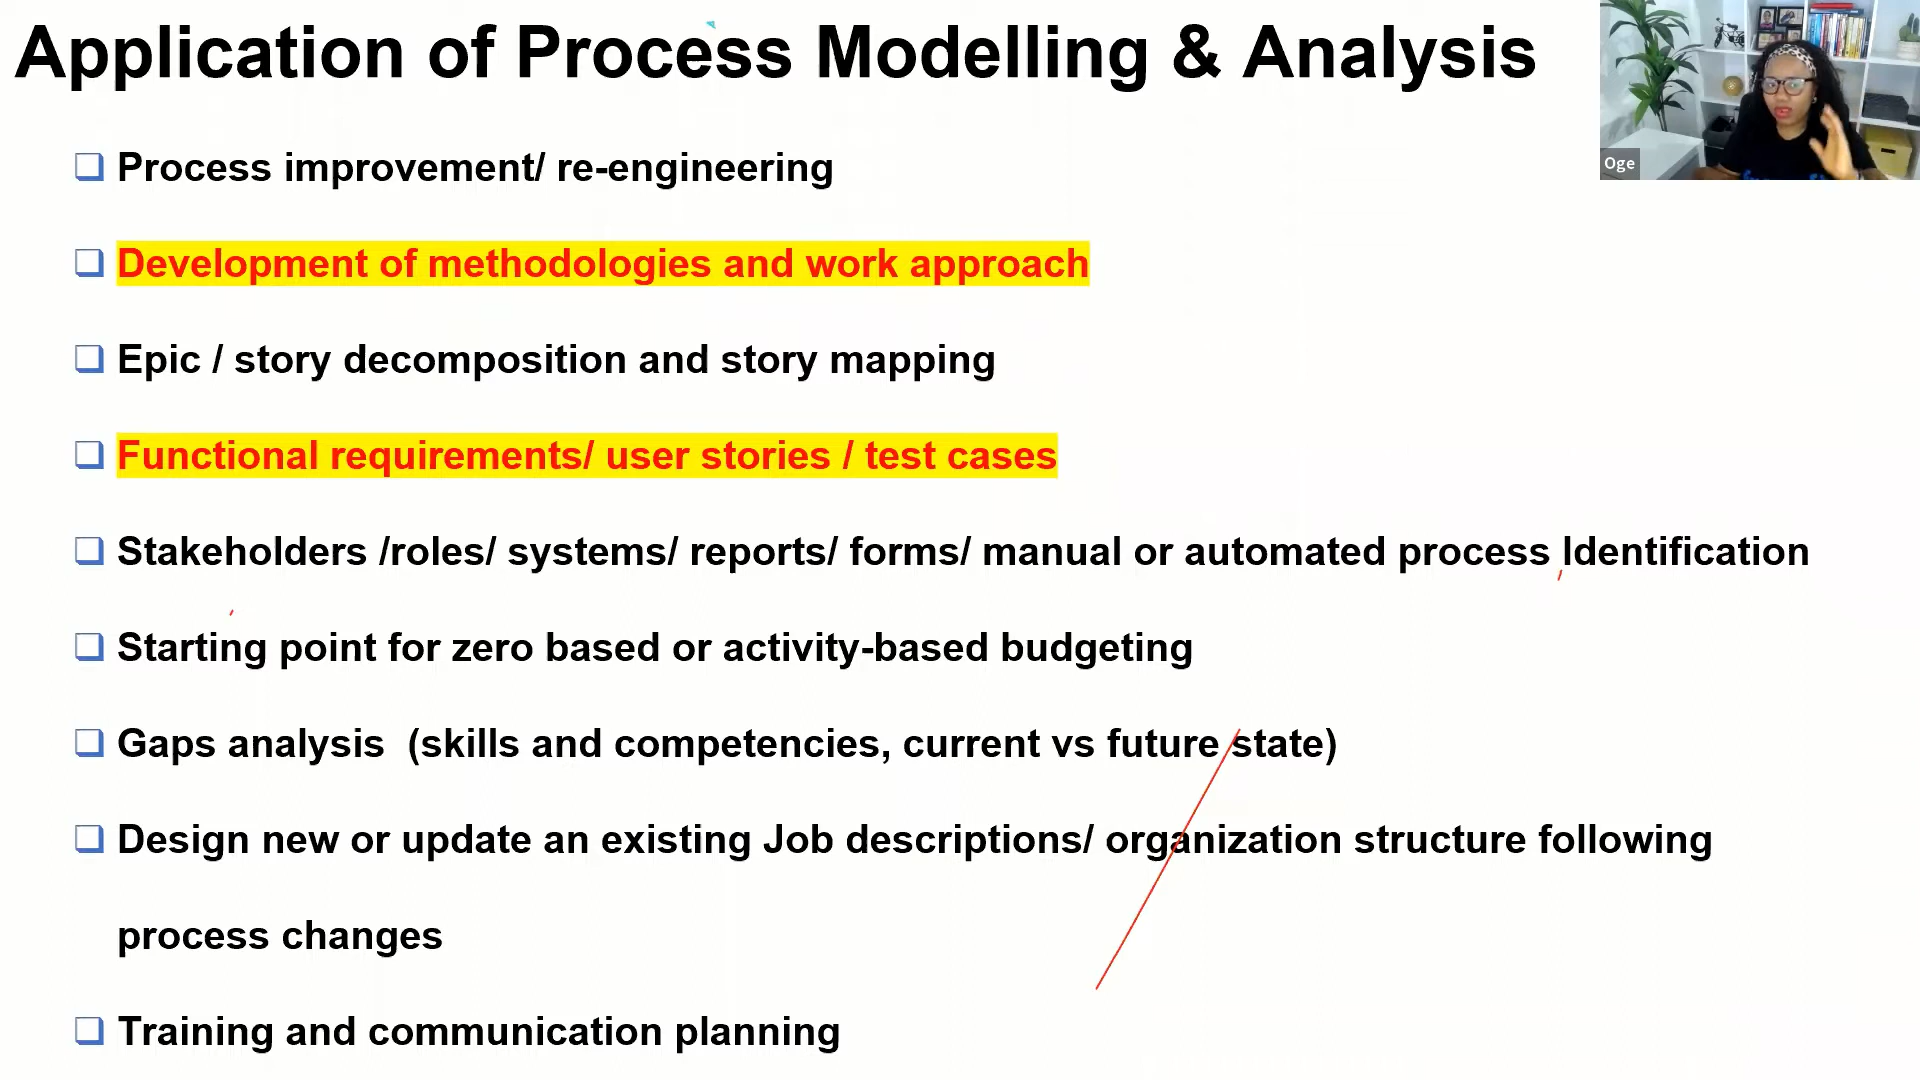 Application of Process Modelling & Analysis
Oge
Process improvement/ re-engineering
Development of methodologies and work approach
Epic / story decomposition and story mapping
Functional requirements/ user stories / test cases
Stakeholders /roles/ systems/ reports/ forms/ manual or automated process Identification
Starting point for zero based or activity-based budgeting
Gaps analysis  (skills and competencies, current vs future state)
Design new or update an existing Job descriptions/ organization structure following
process changes
Training and communication planning